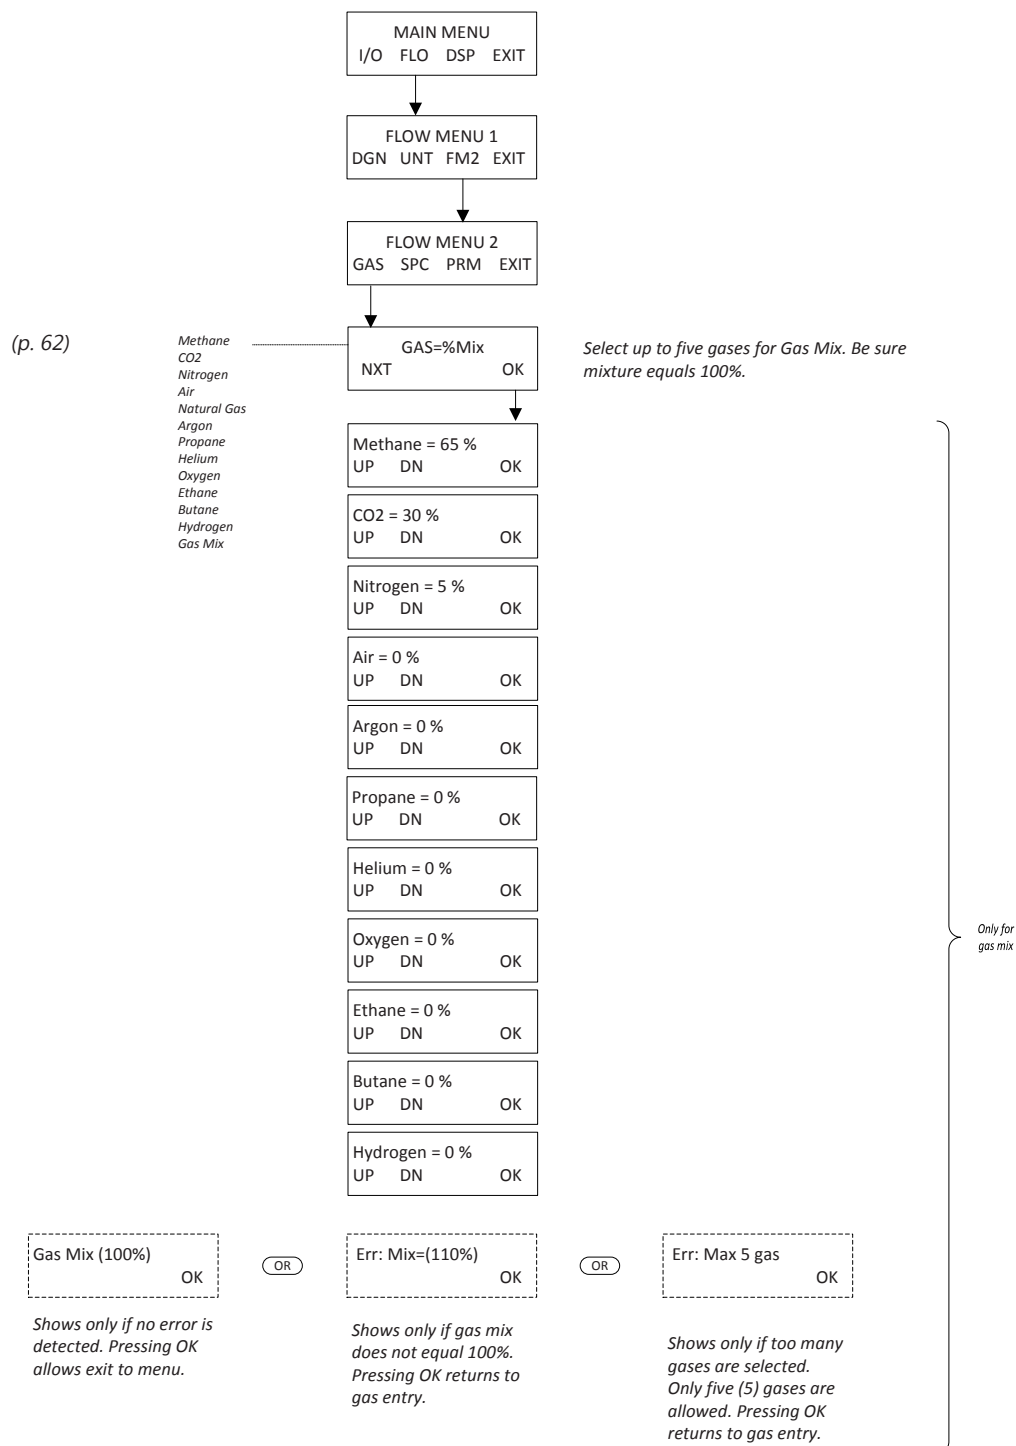 MAIN MENU
I/O FLO DSP EXIT
FLOW MENU 1
DGN UNT FM2 EXIT
FLOW MENU 2
GAS SPC PRM EXIT
(p. 62)
Methane
CO2
Nitrogen
Air
Natural Gas
Argon
Propane
Helium
Oxygen
Ethane
Butane
Hydrogen
Gas Mix
GAS=%Mix
NXT OK
Select up to five gases for Gas Mix. Be sure
mixture equals 100%.
Methane = 65 %
UP DN OK
CO2 = 30 %
UP DN OK
Nitrogen = 5 %
UP DN OK
Air = 0 %
UP DN OK
Argon = 0 %
UP DN OK
Propane = 0 %
UP DN OK
Helium = 0 %
UP DN OK
Oxygen = 0 %
UP DN OK
Ethane = 0 %
UP DN OK
Butane = 0 %
UP DN OK
Hydrogen = 0 %
UP DN OK
Only for
gas mix
Gas Mix (100%)
OK
Shows only if no error is
detected. Pressing OK
allows exit to menu.
OR
Err: Mix=(110%)
OK
Shows only if gas mix
does not equal 100%.
Pressing OK returns to
gas entry.
OR
Err: Max 5 gas
OK
Shows only if too many
gases are selected.
Only five (5) gases are
allowed. Pressing OK
returns to gas entry.